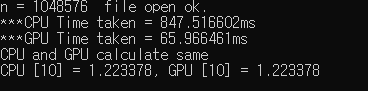 n = 1048576  file open ok.
***CPU Time taken = 847.516602ms
***GPU Time taken = 65.966461ms
CPU and GPU calculate same
CPU [10] = 1.223378, GPU [10] = 1.223378